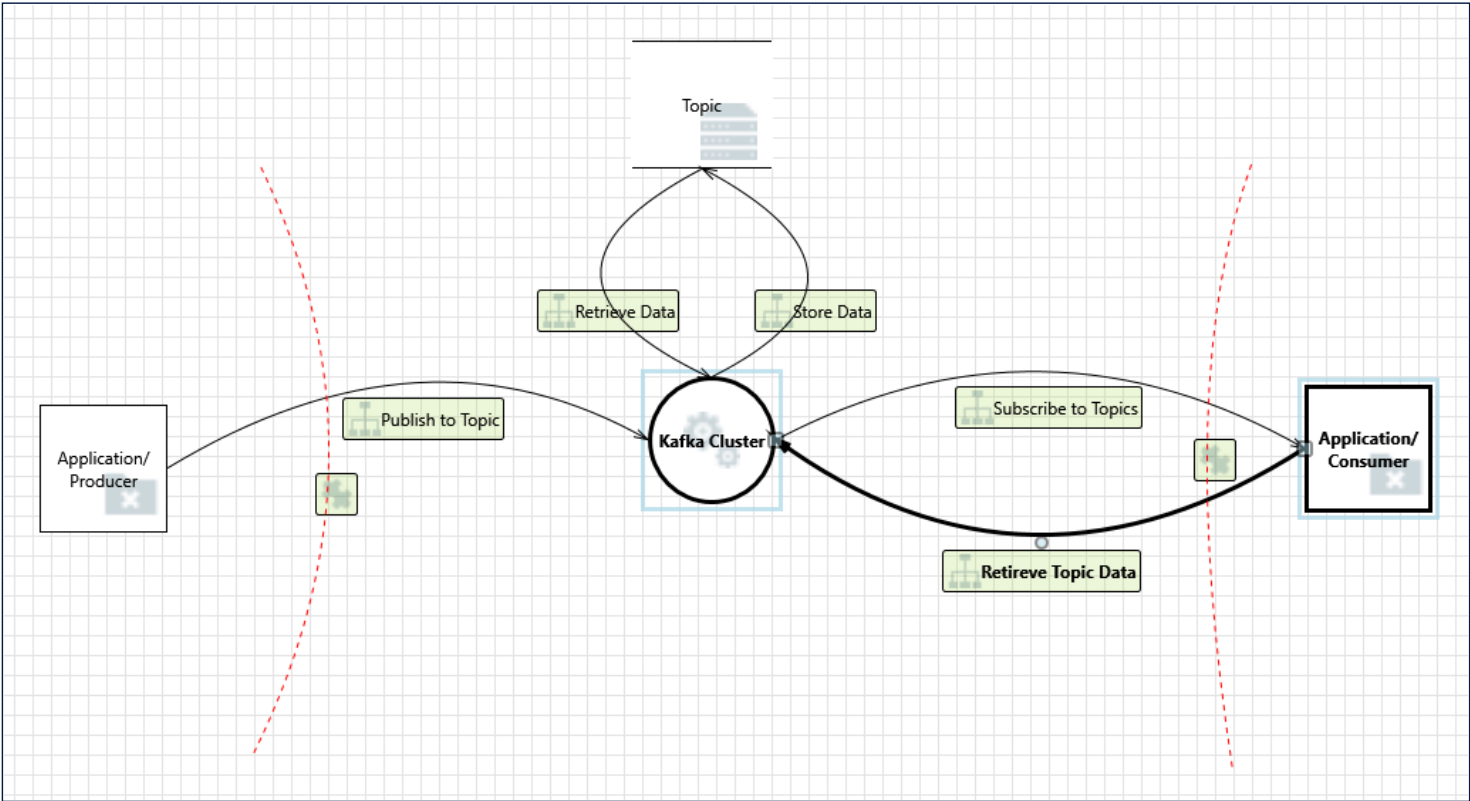 Topic
Retrieve Data
Store Data
Publish to Topic
Subscribe to Topics
Application/
Producer
Kafka Cluster
Application/
Consumer
Retireve Topic Data